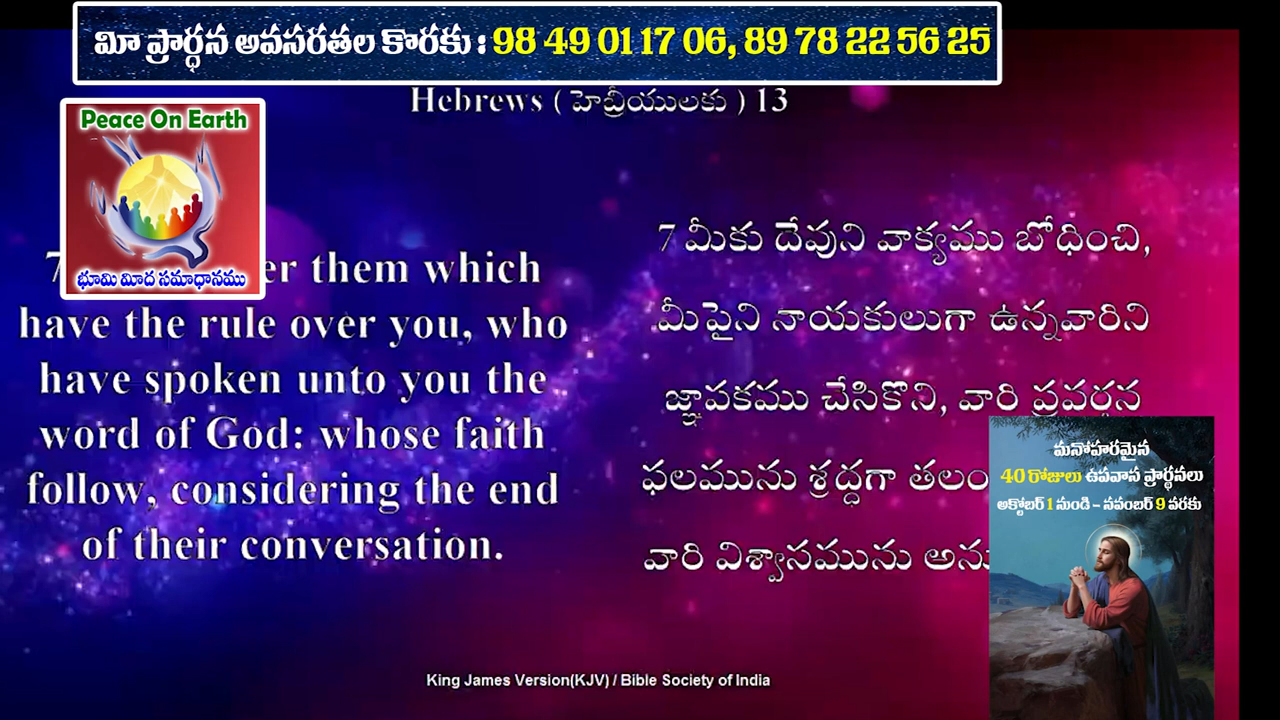 మీ ప్రార్ధన అవసరతల కొరకు : 98 49 01 17 06, 89 78 22 56 25
Hebrews ( హెబ్రీయులకు ) 13
Peace On Earth
భూమి మీద సమాధానము
7 them which
have the rule over you, who
have spoken unto you the
word of God: whose faith
follow, considering the end
of their conversation.
7 మీకు దేవుని వాక్యము బోధించి,
మీపైని నాయకులుగా ఉన్నవారిని
జ్ఞాపకము చేసికొని, వారి ప్రవర్తన
ఫలమును శ్రద్ధగా
వారి విశ్వాసమును
మనోహరమైన
40 రోజులు ఉపవాస ప్రార్థనలు
అక్టోబర్ 1 నుండి – నవంబర్ 9 వరకు
King James Version(KJV) / Bible Society of India